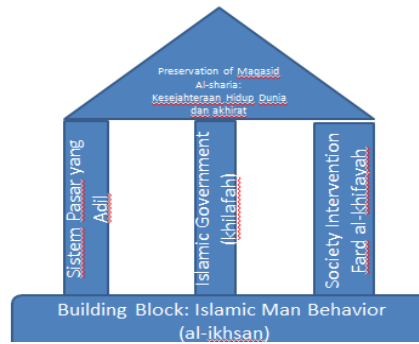 Preservation of Maqasid
Al-sharia:
Kesejahteraan Hidup Dunia
dan akhirat
Sistem Pasar yang
Adil
Islamic Government
(khilafah)
Society Intervention
Fard al-khifayah
Building Block: Islamic Man Behavior
(al-ikhsan)